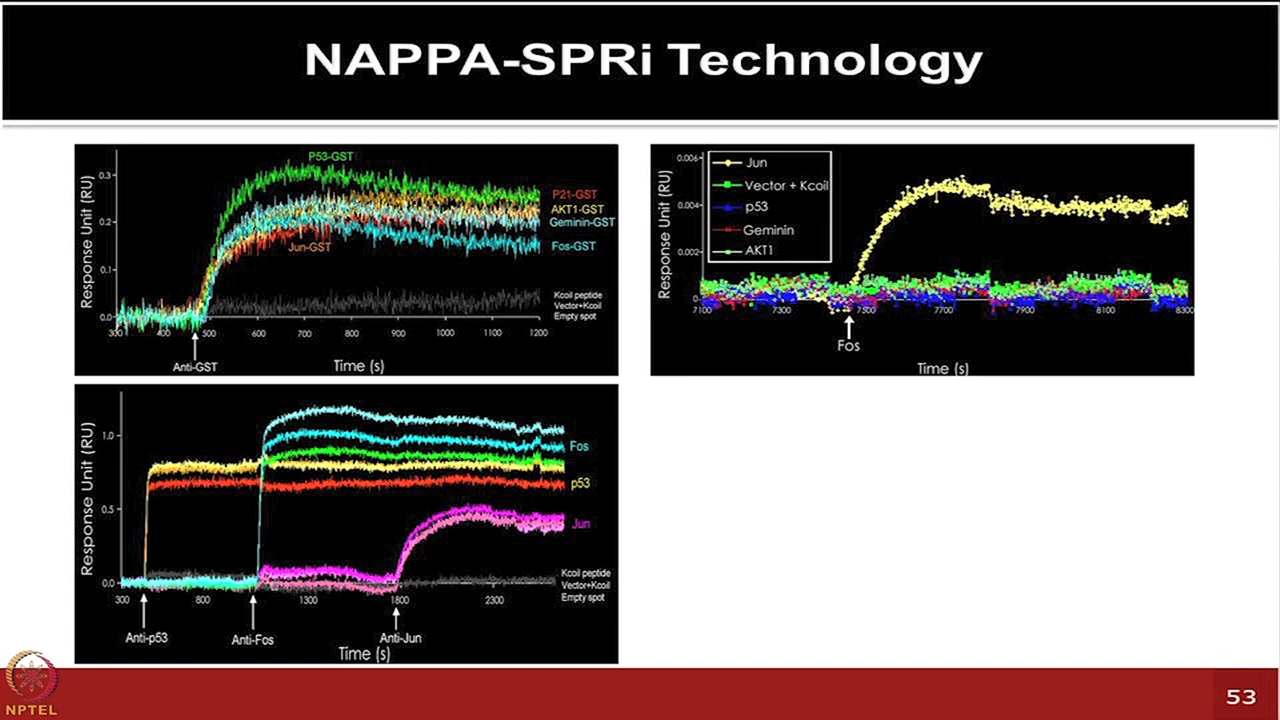 NAPPA-SPRi Technology
Response Unit (RU)
0.3
0.2
0.1
0.0
P53-GST
P21-GST
AKT1-GST
Geminin-GST
Jun-GST
Fos-GST
Kcoil peptide
Vector+Kcoil
Empty spot
300 400 500 600 700 800 900 1000 1100 1200
Anti-GST
Time (s)
Response Unit (RU)
0.006
0.004
0.002
0
Jun
Vector + Kcoil
p53
Geminin
AKT1
7100 7300 7500 7700 7900 8100 8300
Fos
Time (s)
Response Unit (RU)
1.0
0.5
0.0
Fos
p53
Jun
Kcoil peptide
Vector+Kcoil
Empty spot
300 800 1300 1800 2300
Anti-p53 Anti-Fos Anti-Jun
Time (s)
NPTEL
53